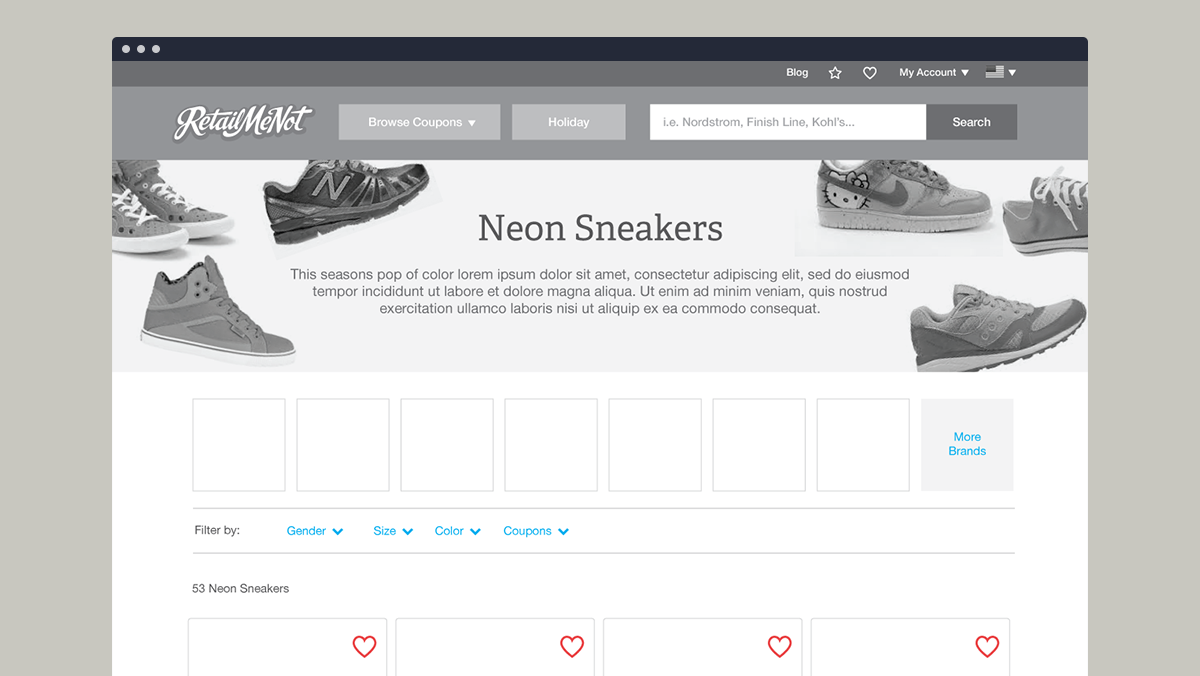 Blog
My Account
RetailMeNot
Browse Coupons
Holiday
i.e. Nordstrom, Finish Line, Kohl's...
Search
N
Neon Sneakers
This seasons pop of color lorem ipsum dolor sit amet, consectetur adipiscing elit, sed do eiusmod
tempor incididunt ut labore et dolore magna aliqua. Ut enim ad minim veniam, quis nostrud
exercitation ullamco laboris nisi ut aliquip ex ea commodo consequat.
More
Brands
Filter by:
Gender
Size
Color
Coupons
53 Neon Sneakers